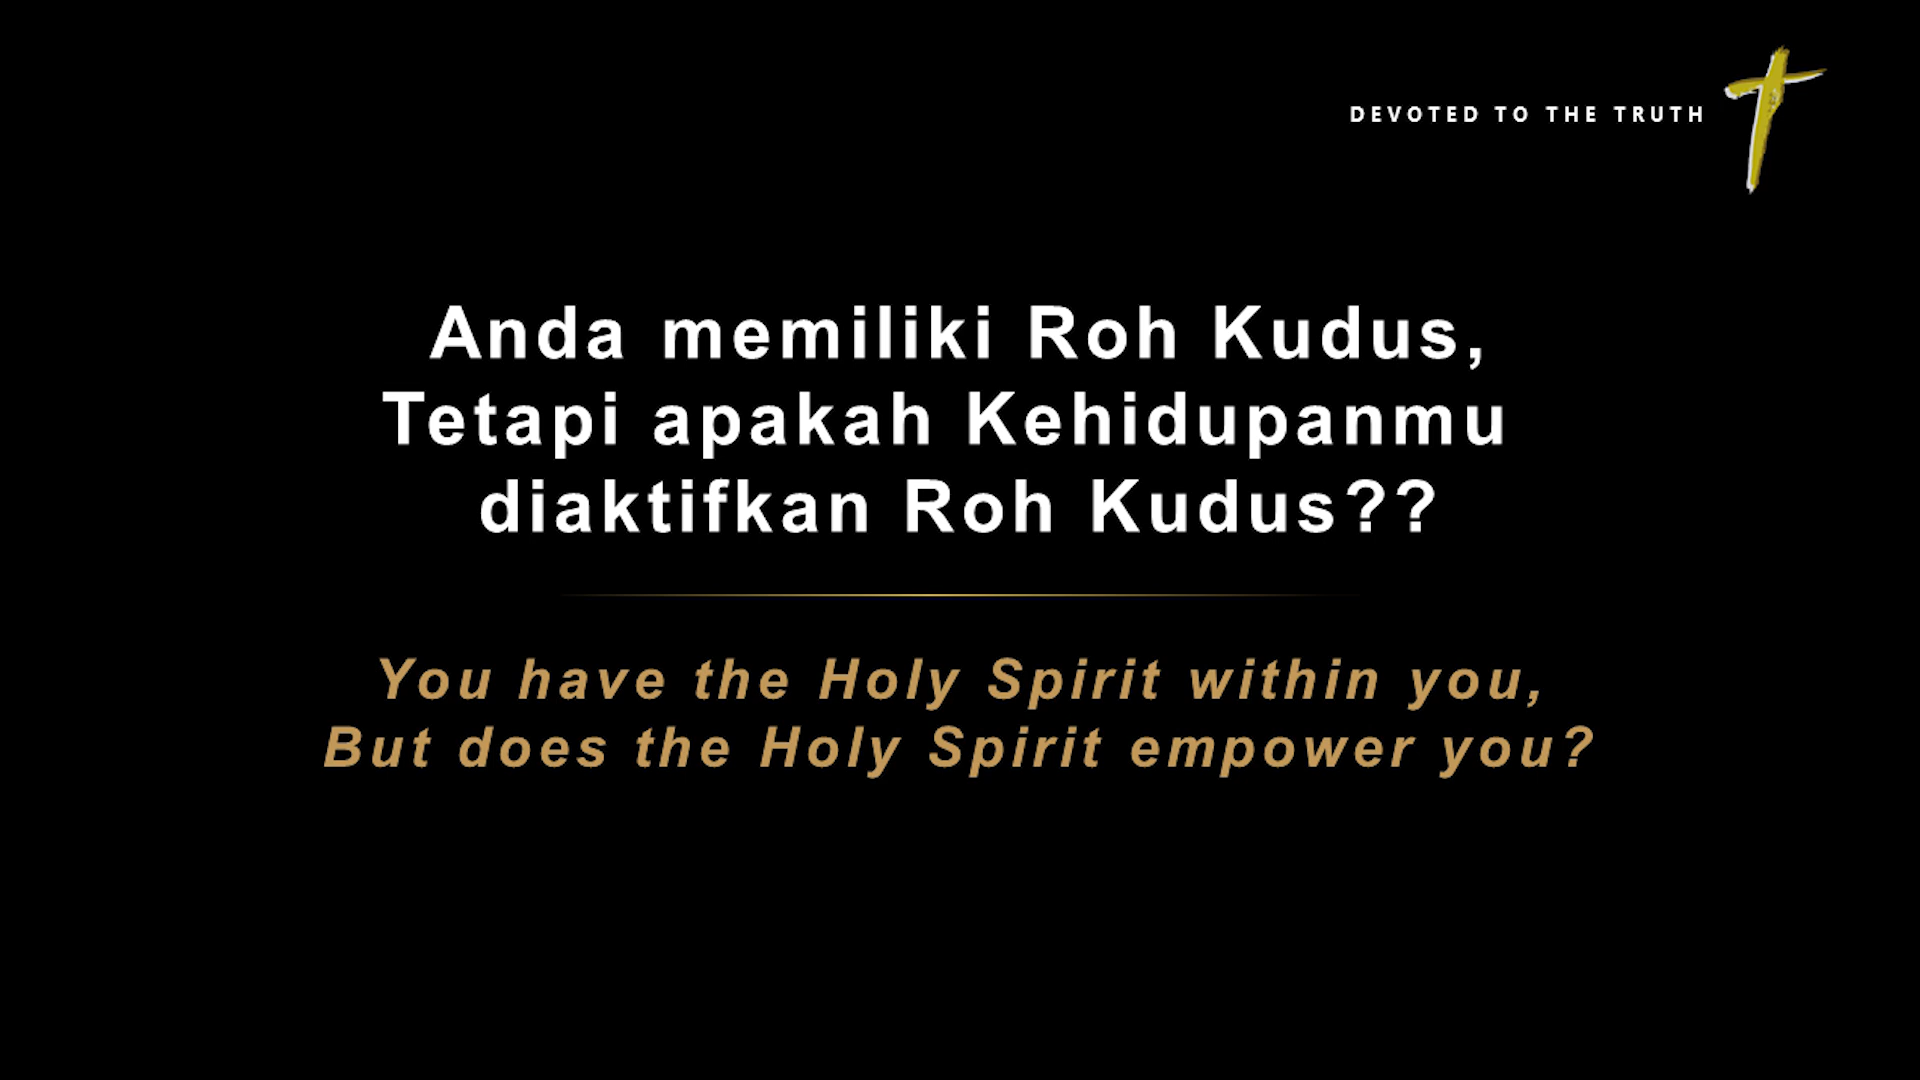 DEVOTED TO THE TRUTH
Anda memiliki Roh Kudus,
Tetapi apakah Kehidupanmu
diaktifkan Roh Kudus??
You have the Holy Spirit within you,
But does the Holy Spirit empower you?